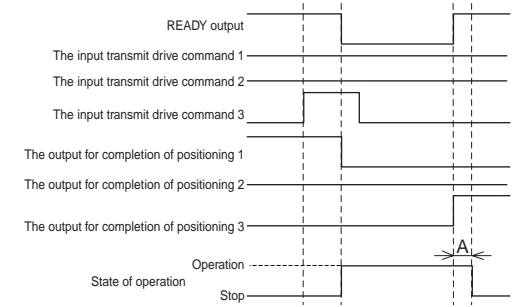 READY output
The input transmit drive command 1
The input transmit drive command 2
The input transmit drive command 3
The output for completion of positioning 1
The output for completion of positioning 2
The output for completion of positioning 3
A
Operation
State of operation
Stop